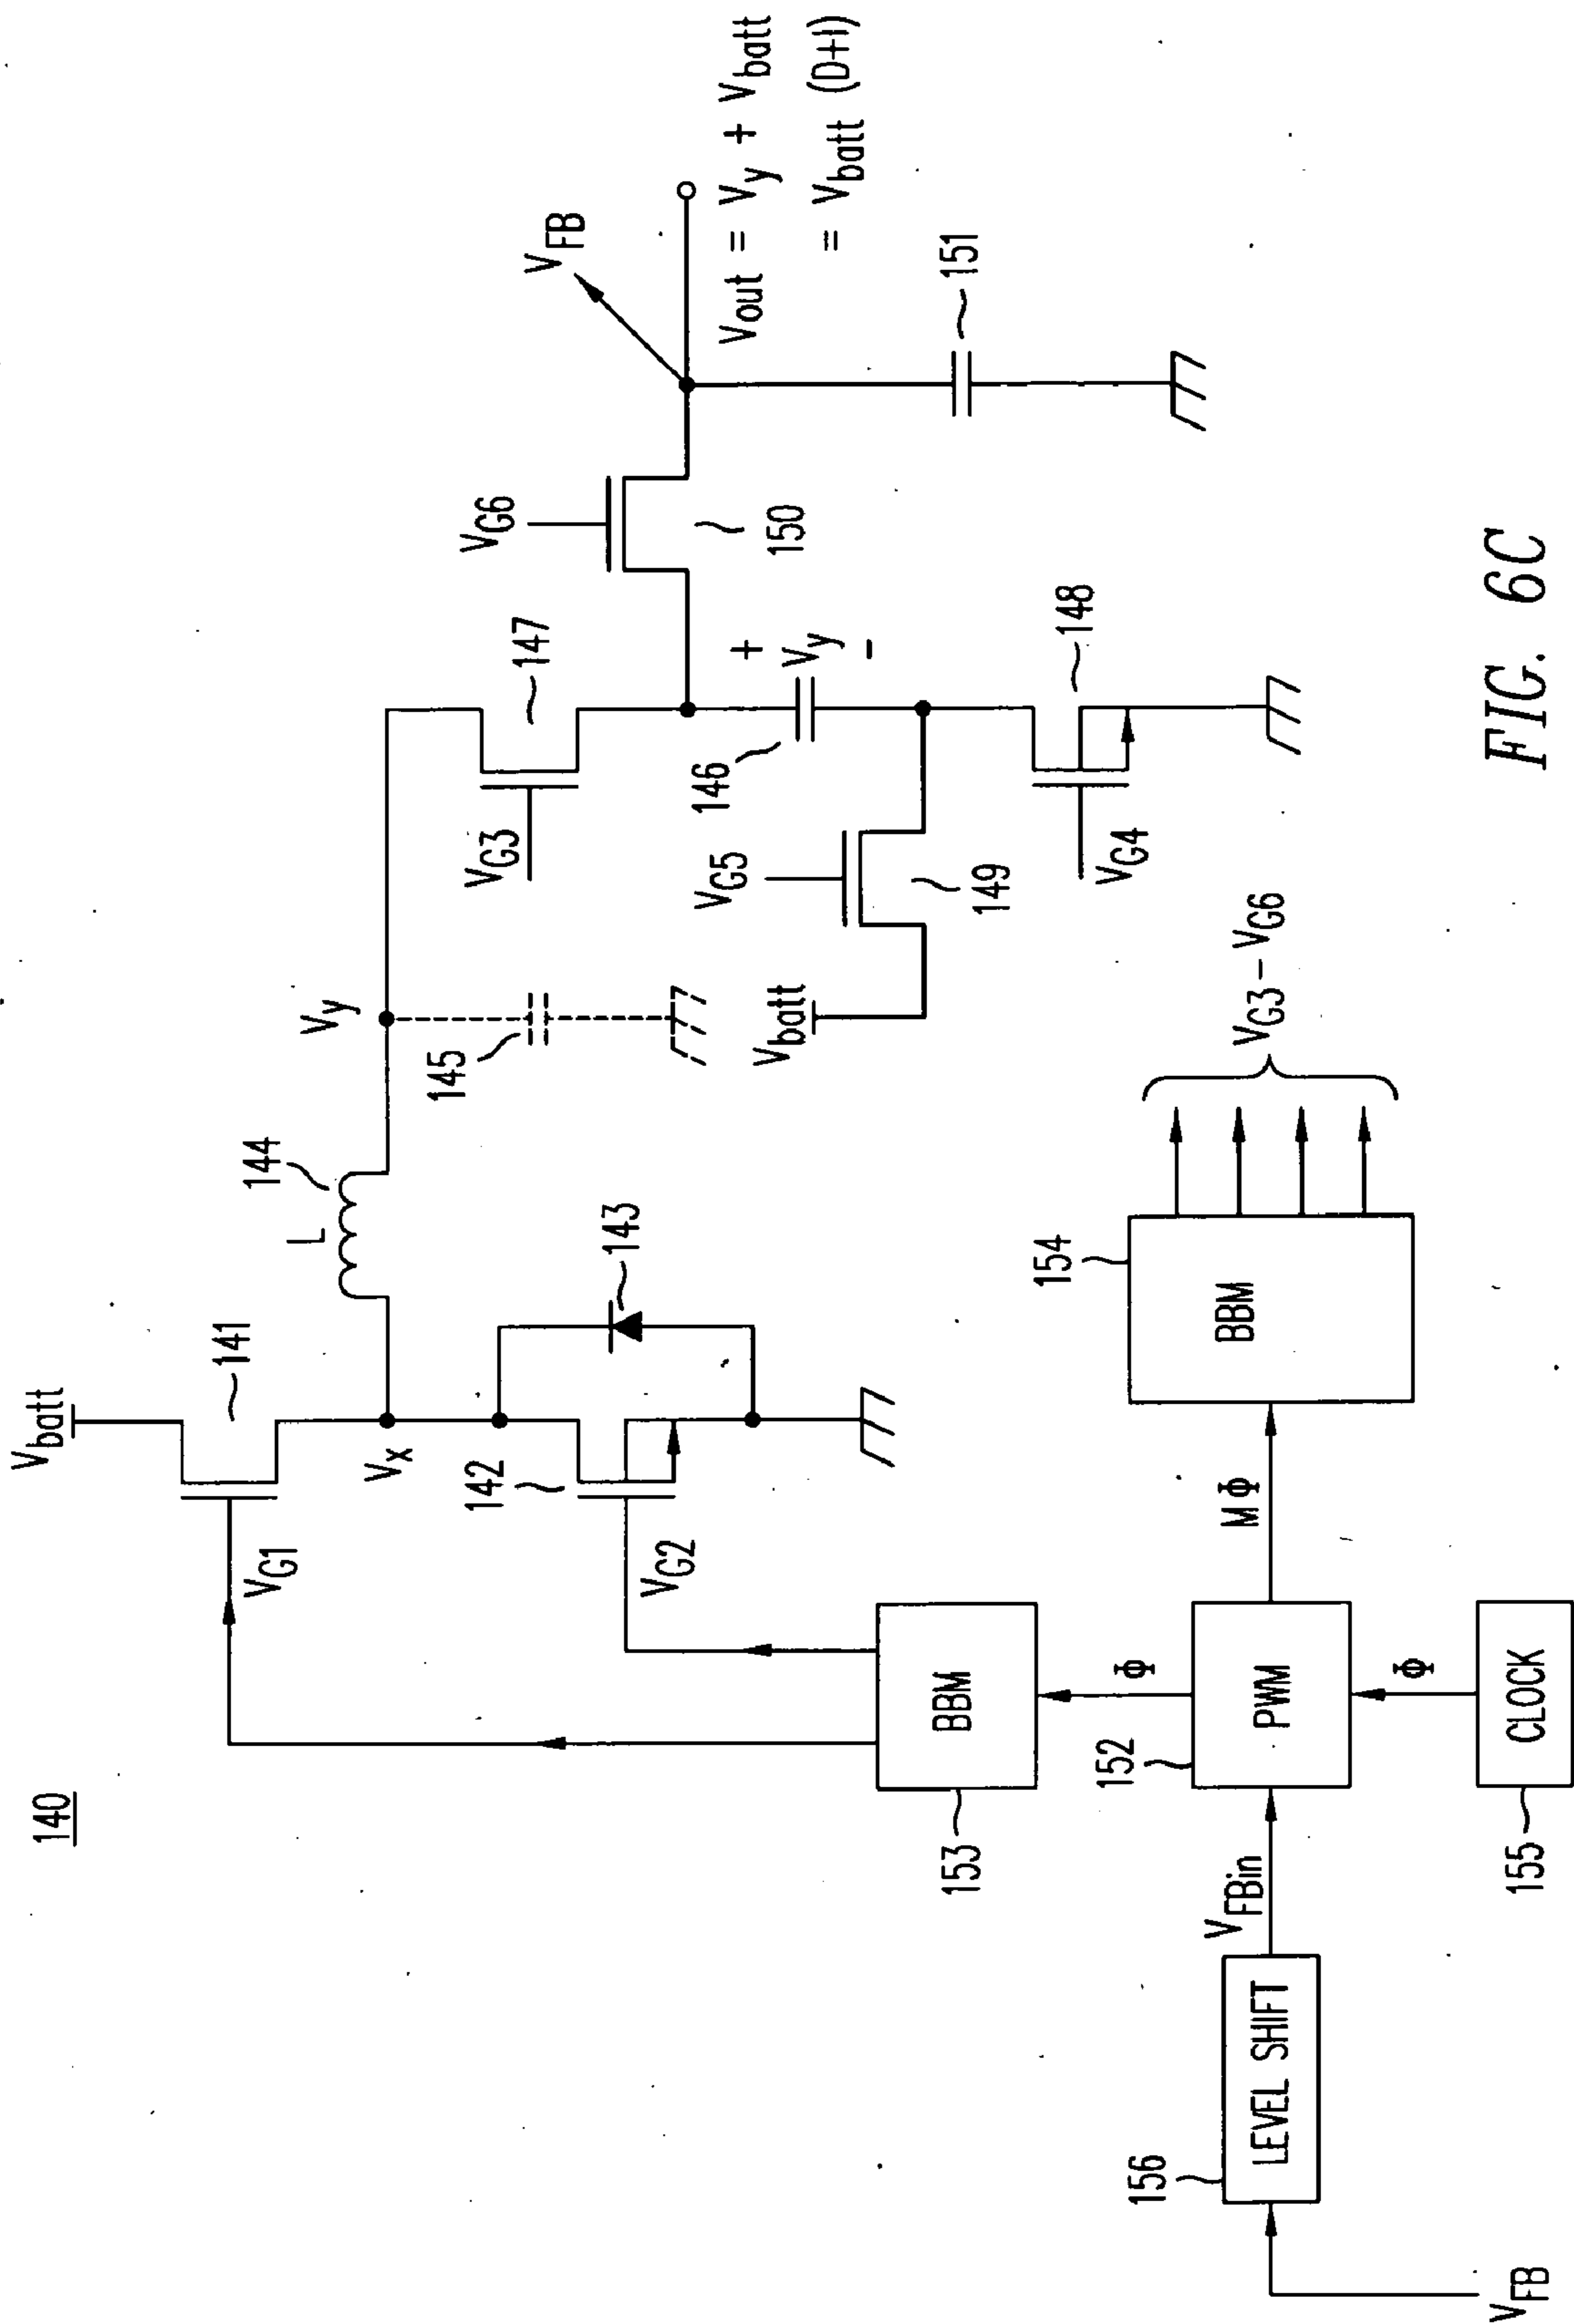 140
Vbatt
141
VG1
Vx
142
VG2
143
144
L
Vy
145
VG3
147
VG6
150
VFB
Vout = Vy + Vbatt
= Vbatt (D+1)
146
+
Vy
-
151
VG5
149
Vbatt
148
VG4
153
BBM
Φ
152
PWM
MΦ
154
BBM
VG3 – VG6
Φ
155
CLOCK
VFB
156
LEVEL SHIFT
VFBin
FIG. 6C